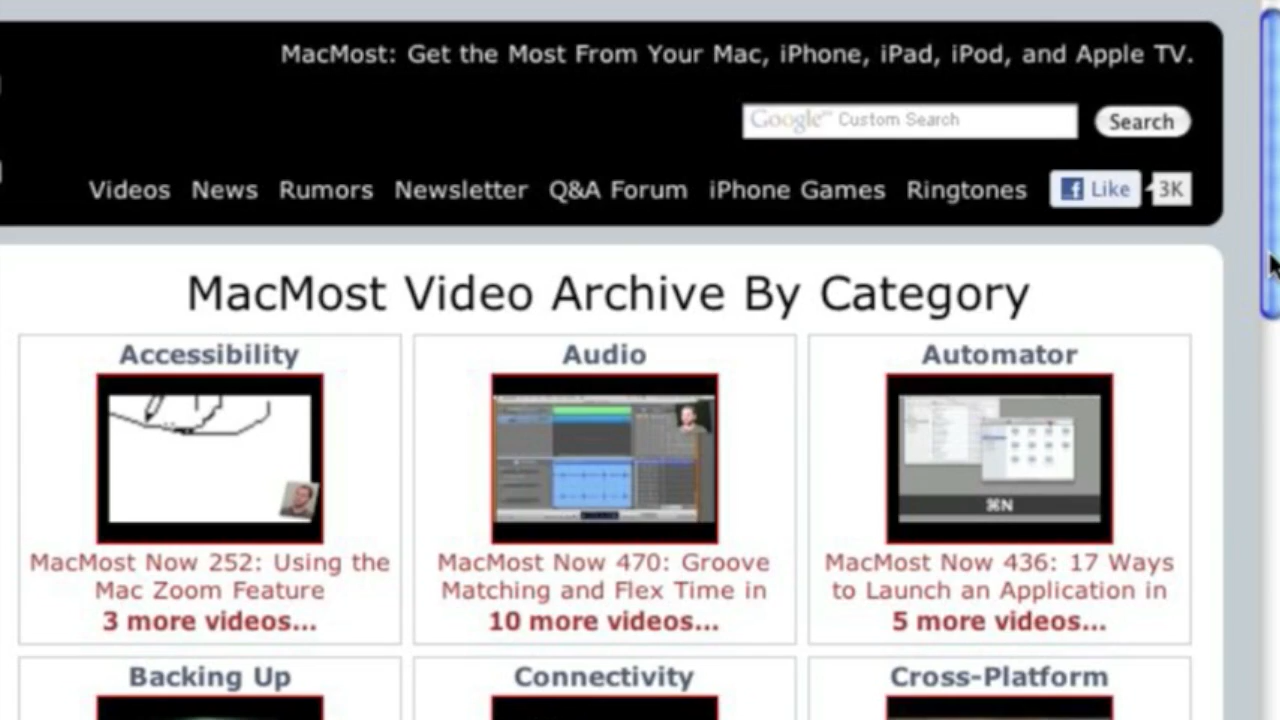 MacMost: Get the Most From Your Mac, iPhone, iPad, iPod, and Apple TV.
Google™ Custom Search
Search
Videos News Rumors Newsletter Q&A Forum iPhone Games Ringtones Like 3K
MacMost Video Archive By Category
Accessibility Audio Automator
⌘N
MacMost Now 252: Using the MacMost Now 470: Groove MacMost Now 436: 17 Ways
Mac Zoom Feature Matching and Flex Time in to Launch an Application in
3 more videos... 10 more videos... 5 more videos...
Backing Up Connectivity Cross-Platform